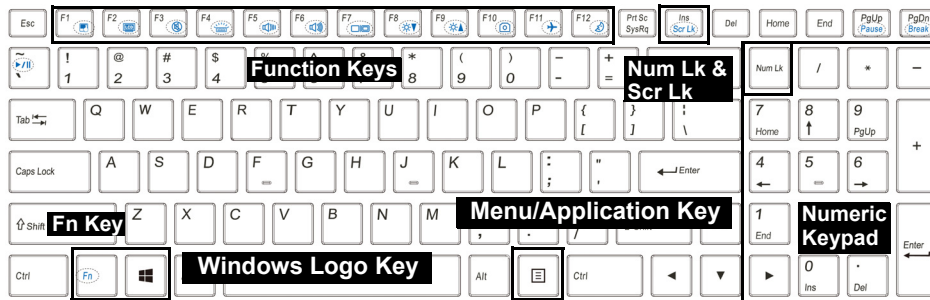 Esc F1 F2 F3 F4 F5 F6 F7 F8 F9 F10 F11 F12 Prt Sc SysRq Ins Scr Lk Del Home End PgUp Pause PgDn Break
~ ` ! 1 @ 2 # 3 $ 4 * 8 ( 9 ) 0 _ - + = Num Lk / * −
Function Keys
Num Lk &
Scr Lk
Tab Q W E R T Y U I O P { [ } ] ¦ \ 7 Home 8 9 PgUp +
Caps Lock A S D F G H J K L : ; " ' Enter 4 5 6
Shift Z X C V B N M , . / 1 End
Fn Key
Menu/Application Key
Numeric
Keypad
Enter
Ctrl Fn Alt Ctrl 0 Ins . Del
Windows Logo Key